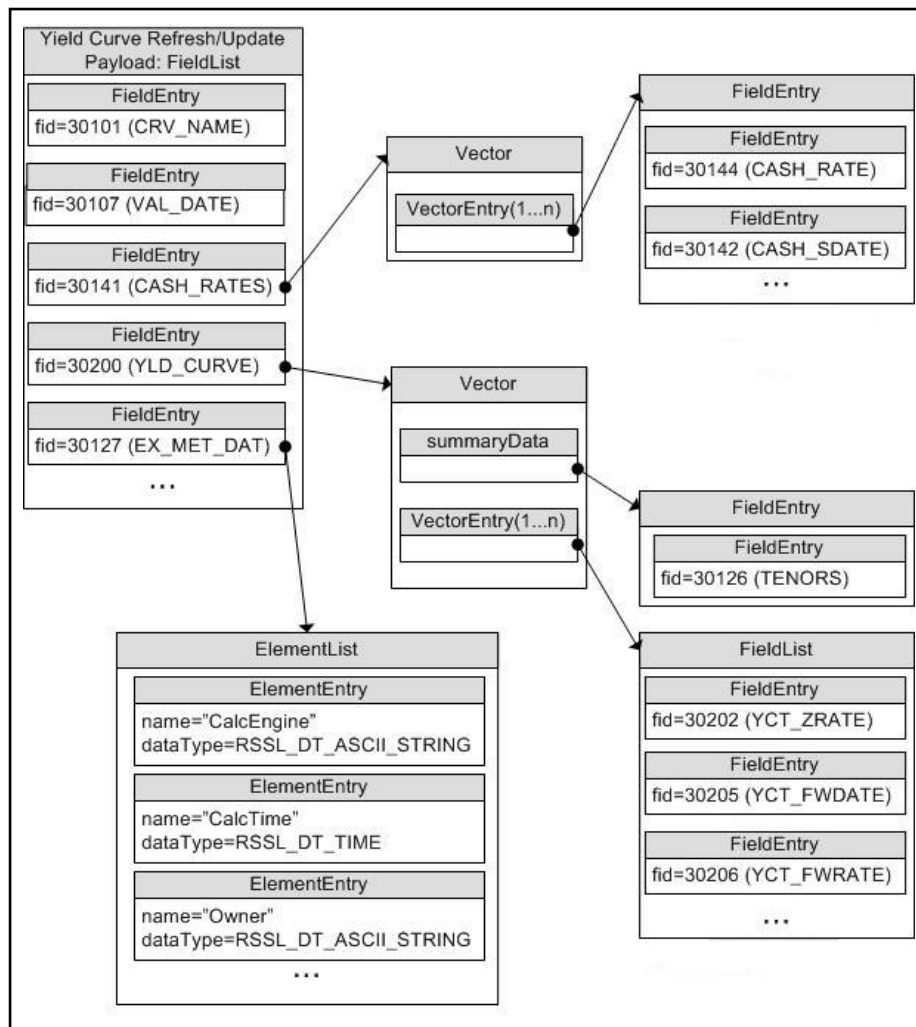 Yield Curve Refresh/Update
Payload: FieldList
FieldEntry
fid=30101 (CRV_NAME)
FieldEntry
fid=30107 (VAL_DATE)
FieldEntry
fid=30141 (CASH_RATES)
FieldEntry
fid=30200 (YLD_CURVE)
FieldEntry
fid=30127 (EX_MET_DAT)
...
Vector
VectorEntry(1...n)
FieldEntry
FieldEntry
fid=30144 (CASH_RATE)
FieldEntry
fid=30142 (CASH_SDATE)
...
Vector
summaryData
VectorEntry(1...n)
FieldEntry
FieldEntry
fid=30126 (TENORS)
ElementList
ElementEntry
name="CalcEngine"
dataType=RSSL_DT_ASCII_STRING
ElementEntry
name="CalcTime"
dataType=RSSL_DT_TIME
ElementEntry
name="Owner"
dataType=RSSL_DT_ASCII_STRING
...
FieldList
FieldEntry
fid=30202 (YCT_ZRATE)
FieldEntry
fid=30205 (YCT_FWDATE)
FieldEntry
fid=30206 (YCT_FWRATE)
...